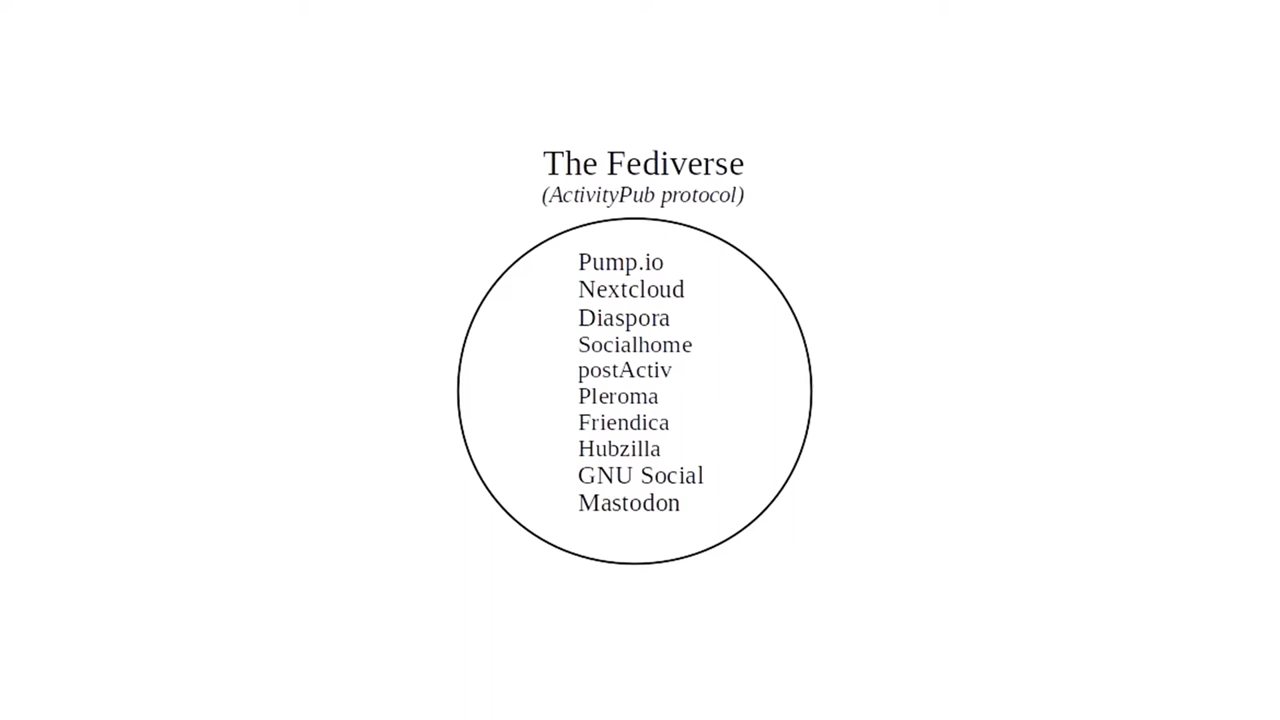 The Fediverse
(ActivityPub protocol)
Pump.io
Nextcloud
Diaspora
Socialhome
postActiv
Pleroma
Friendica
Hubzilla
GNU Social
Mastodon